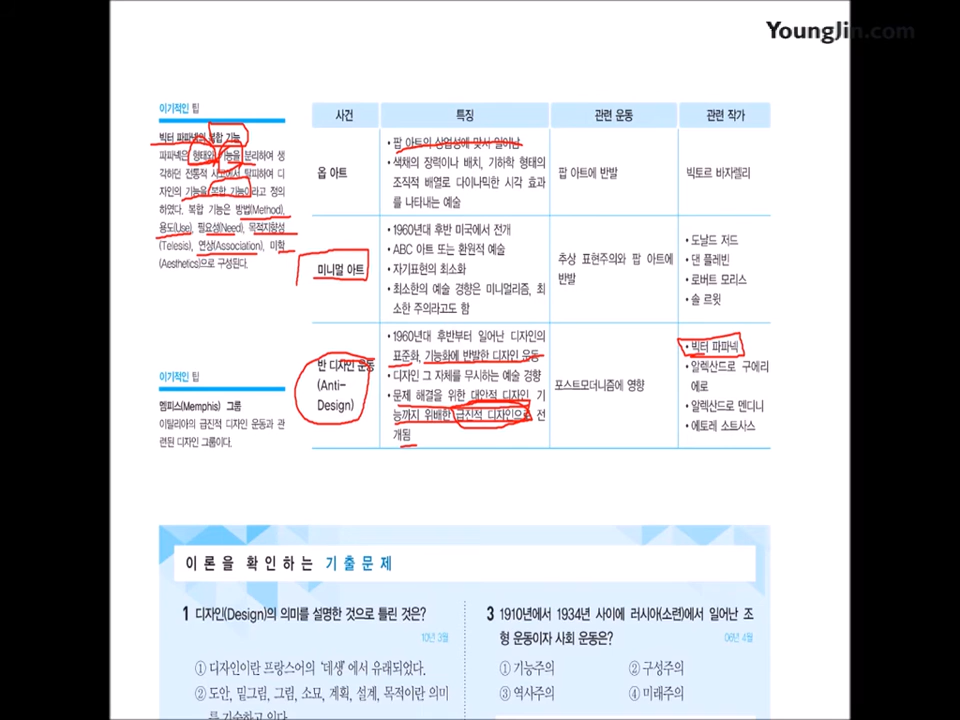 YoungJin.com
이기적인 팁
빅터 파파넥의 복합 기능
파파넥은 형태와 기능을 분리하여 생
각하던 전통적 사고에서 탈피하여 디
자인의 기능을 복합 기능이라고 정의
하였다. 복합 기능은 방법(Method),
용도(Use), 필요성(Need), 목적지향성
(Telesis), 연상(Association), 미학
(Aesthetics)으로 구성된다.
이기적인 팁
멤피스(Memphis) 그룹
이탈리아의 급진적 디자인 운동과 관
련된 디자인 그룹이다.
사건 특징 관련 운동 관련 작가
옵 아트
• 팝 아트의 상업성에 맞서 일어남
• 색채의 장력이나 배치, 기하학 형태의
조직적 배열로 다이나믹한 시각 효과
를 나타내는 예술
팝 아트에 반발
빅토르 바자렐리
미니멀 아트
• 1960년대 후반 미국에서 전개
• ABC 아트 또는 환원적 예술
• 자기표현의 최소화
• 최소한의 예술 경향은 미니멀리즘, 최
소한 주의라고도 함
추상 표현주의와 팝 아트에
반발
• 도날드 저드
• 댄 플레빈
• 로버트 모리스
• 솔 르윗
반 디자인 운동
(Anti-
Design)
• 1960년대 후반부터 일어난 디자인의
표준화, 기능화에 반발한 디자인 운동
• 디자인 그 자체를 무시하는 예술 경향
• 문제 해결을 위한 대안적 디자인, 기
능까지 위배한 급진적 디자인으로 전
개됨
포스트모더니즘에 영향
• 빅터 파파넥
• 알렉산드로 구에리
에로
• 알렉산드로 멘디니
• 에토레 소트사스
이론을 확인하는 기출문제
1 디자인(Design)의 의미를 설명한 것으로 틀린 것은?
10년 3월
① 디자인이란 프랑스어의 '데생'에서 유래되었다.
② 도안, 밑그림, 그림, 소묘, 계획, 설계, 목적이란 의미
를 기술하고 있다.
3 1910년에서 1934년 사이에 러시아(소련)에서 일어난 조
형 운동이자 사회 운동은?
06년 4월
① 기능주의 ② 구성주의
③ 역사주의 ④ 미래주의